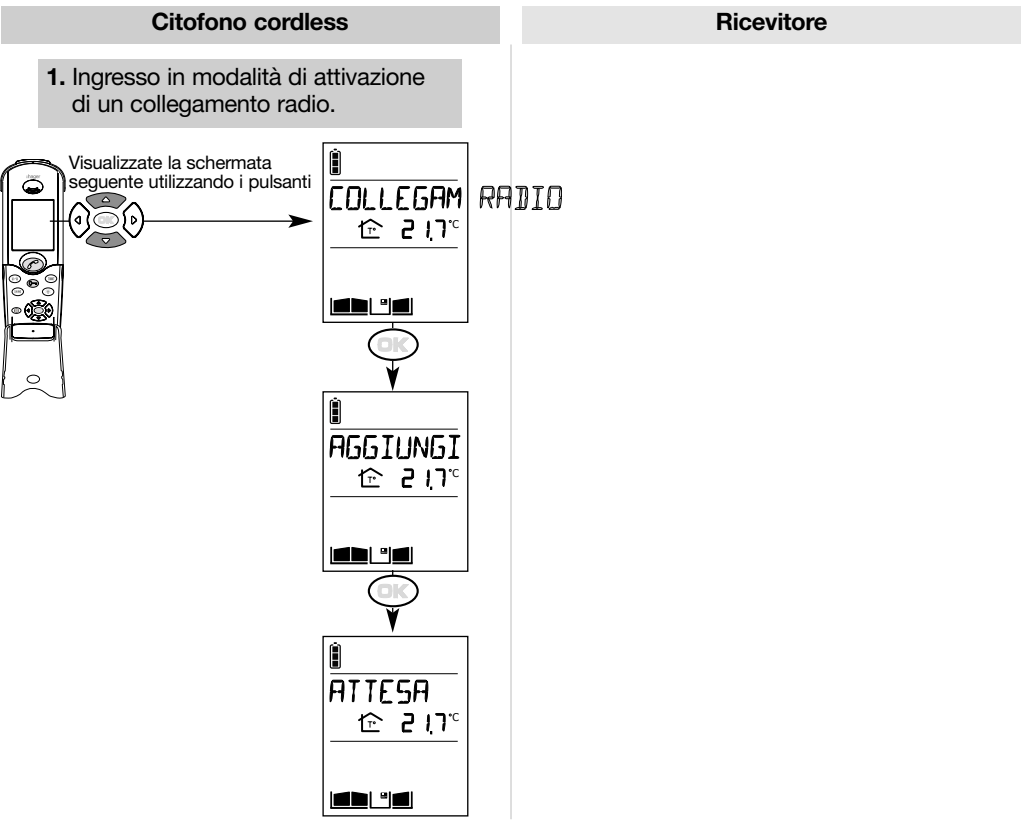 Citofono cordless
Ricevitore
1. Ingresso in modalità di attivazione
di un collegamento radio.
Visualizzate la schermata
seguente utilizzando i pulsanti
OK
COLLEGAM RADIO
T° 21,7°C
OK
AGGIUNGI
T° 21,7°C
OK
ATTESA
T° 21,7°C